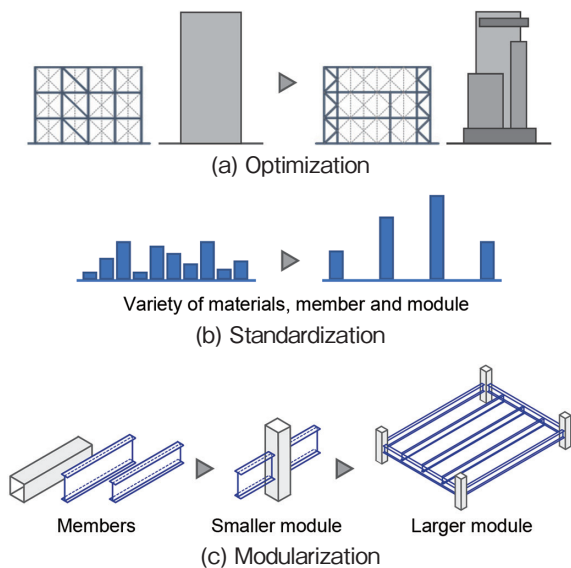 (a) Optimization
Variety of materials, member and module
(b) Standardization
Members
Smaller module
Larger module
(c) Modularization